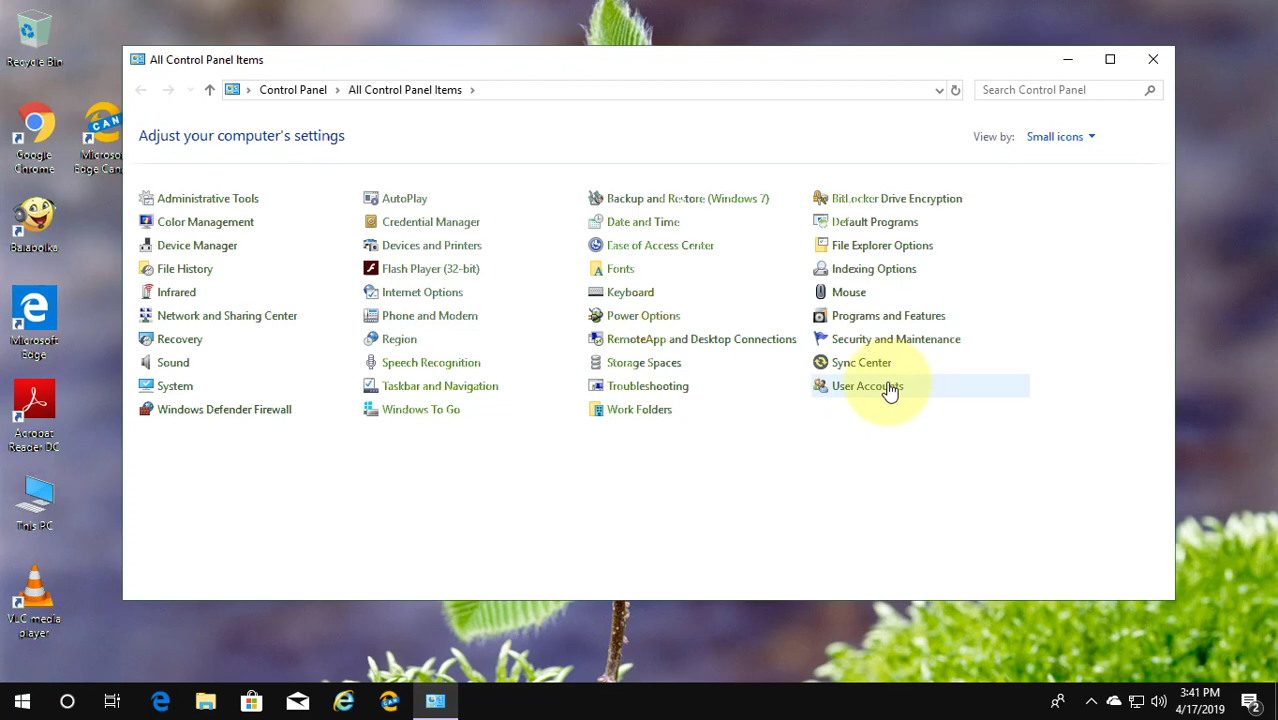 Recycle Bin
Google Chrome
Microsoft Edge Can
CAN
Balabolka
Microsoft Edge
Acrobat Reader DC
This PC
VLC media player
All Control Panel Items
Control Panel
All Control Panel Items
Search Control Panel
Adjust your computer's settings
View by: Small icons
Administrative Tools
AutoPlay
Backup and Restore (Windows 7)
BitLocker Drive Encryption
Color Management
Credential Manager
Date and Time
Default Programs
Device Manager
Devices and Printers
Ease of Access Center
File Explorer Options
File History
Flash Player (32-bit)
Fonts
Indexing Options
Infrared
Internet Options
Keyboard
Mouse
Network and Sharing Center
Phone and Modem
Power Options
Programs and Features
Recovery
Region
RemoteApp and Desktop Connections
Security and Maintenance
Sound
Speech Recognition
Storage Spaces
Sync Center
System
Taskbar and Navigation
Troubleshooting
User Accounts
Windows Defender Firewall
Windows To Go
Work Folders
3:41 PM
4/17/2019
2